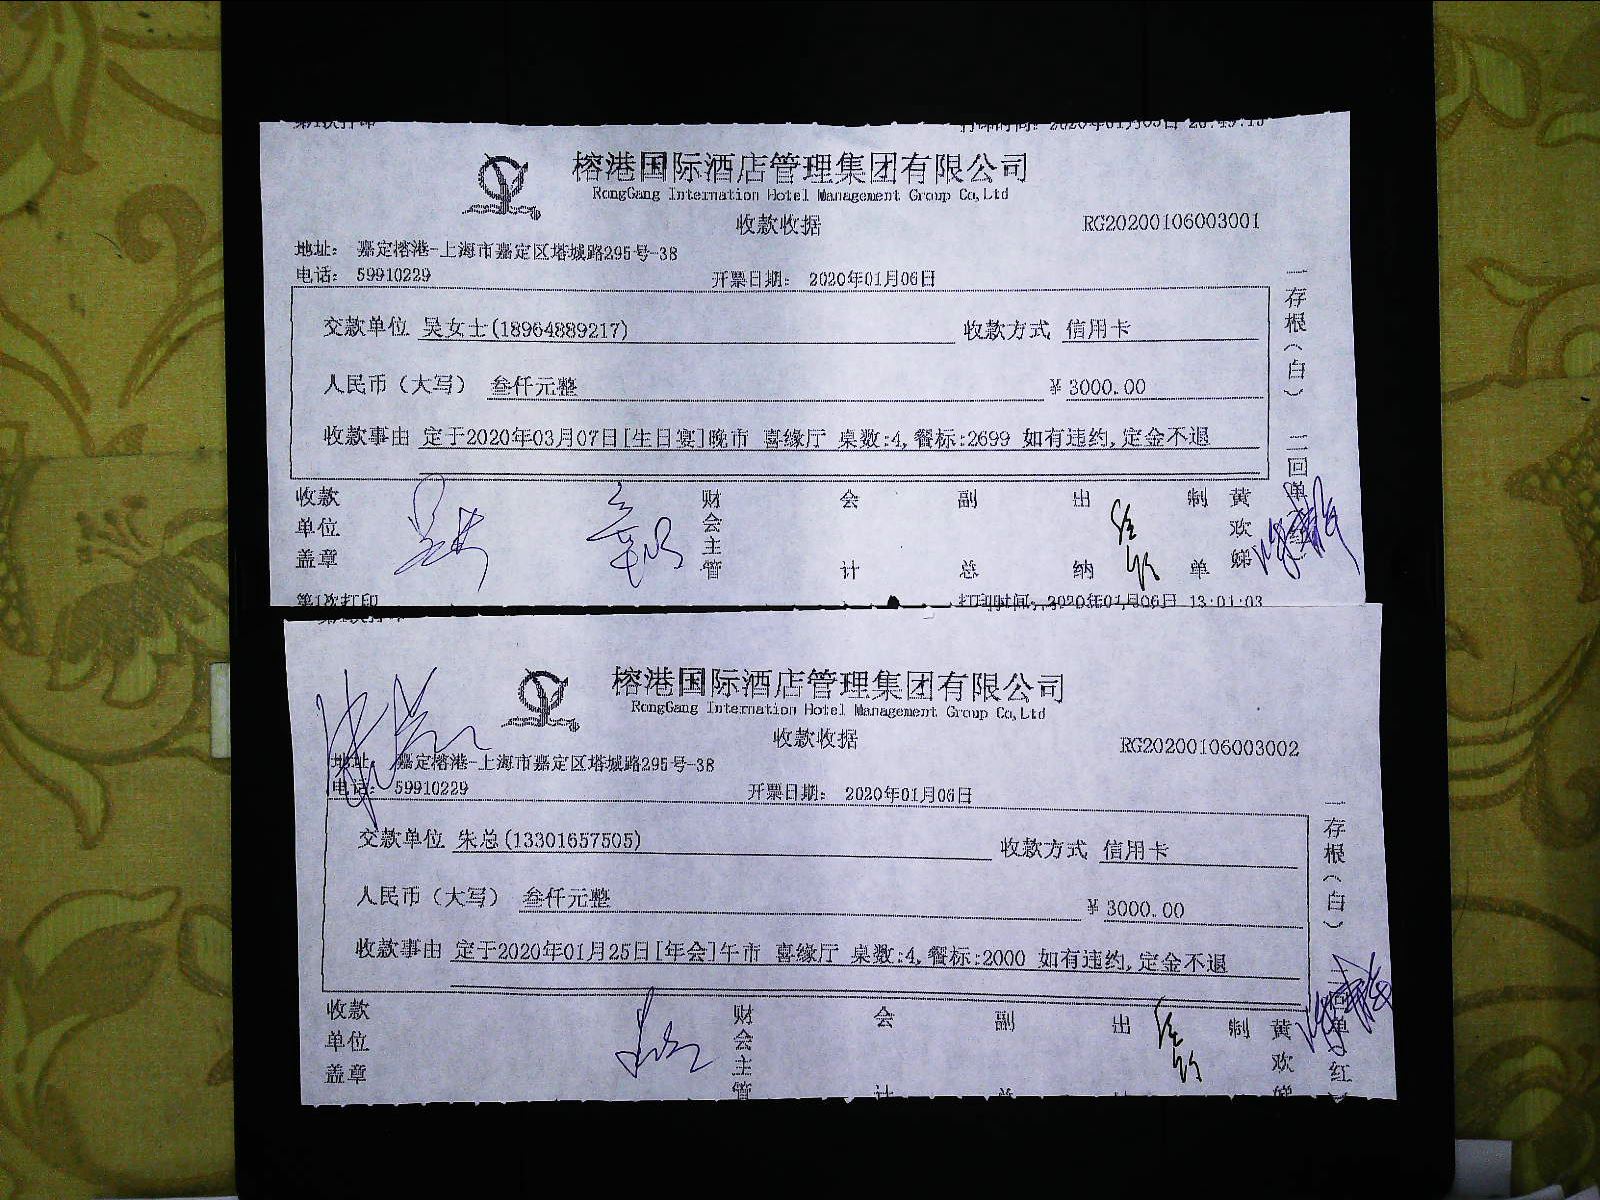 榕港国际酒店管理集团有限公司
RongGang Internation Hotel Management Group Co,Ltd
收款收据
RG20200106003001
地址： 嘉定榕港-上海市嘉定区塔城路295号-38
电话： 59910229 开票日期： 2020年01月06日
交款单位 吴女士(18964889217) 收款方式 信用卡
人民币（大写） 叁仟元整 ¥ 3000.00
收款事由 定于2020年03月07日[生日宴]晚市 喜缘厅 桌数:4,餐标:2699 如有违约,定金不退
一存根（白） 二回单
收款单位盖章 财会主管 会计 副总 出纳 制单 黄欢娣
第1次打印 打印时间: 2020年01月06日 13:01:03
榕港国际酒店管理集团有限公司
RongGang Internation Hotel Management Group Co,Ltd
收款收据
RG20200106003002
地址 嘉定榕港-上海市嘉定区塔城路295号-38
电话： 59910229 开票日期： 2020年01月06日
交款单位 朱总(13301657505) 收款方式 信用卡
人民币（大写） 叁仟元整 ¥ 3000.00
收款事由 定于2020年01月25日[年会]午市 喜缘厅 桌数:4,餐标:2000 如有违约,定金不退
一存根（白） 单红
收款单位盖章 财会主管 会计 副总 出 制 黄欢